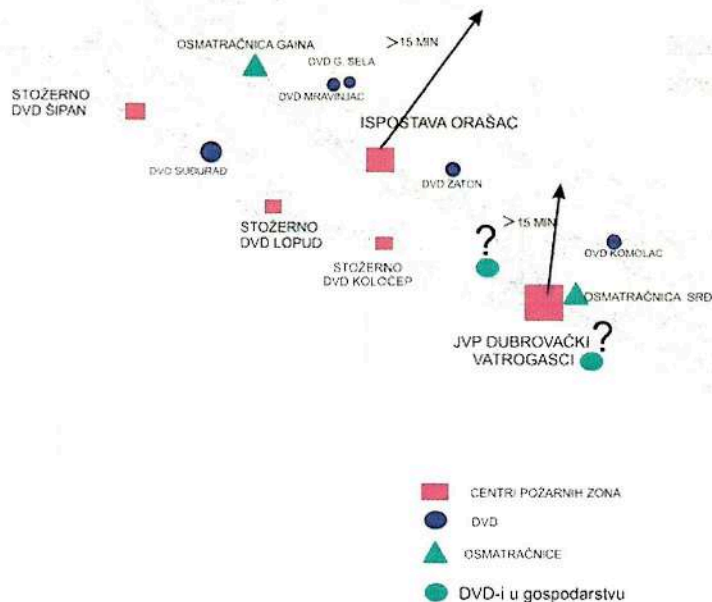 >15 MIN
OSMATRAČNICA GAINA
DVD G. SELA
STOŽERNO
DVD ŠIPAN
DVD MRAVINJAC
ISPOSTAVA ORAŠAC
DVD SUĐURAĐ
DVD ZATON
STOŽERNO
DVD LOPUD
>15 MIN
?
STOŽERNO
DVD KOLOČEP
DVD KOMOLAC
OSMATRAČNICA SRĐ
JVP DUBROVAČKI
VATROGASCI
?
CENTRI POŽARNIH ZONA
DVD
OSMATRAČNICE
DVD-i u gospodarstvu